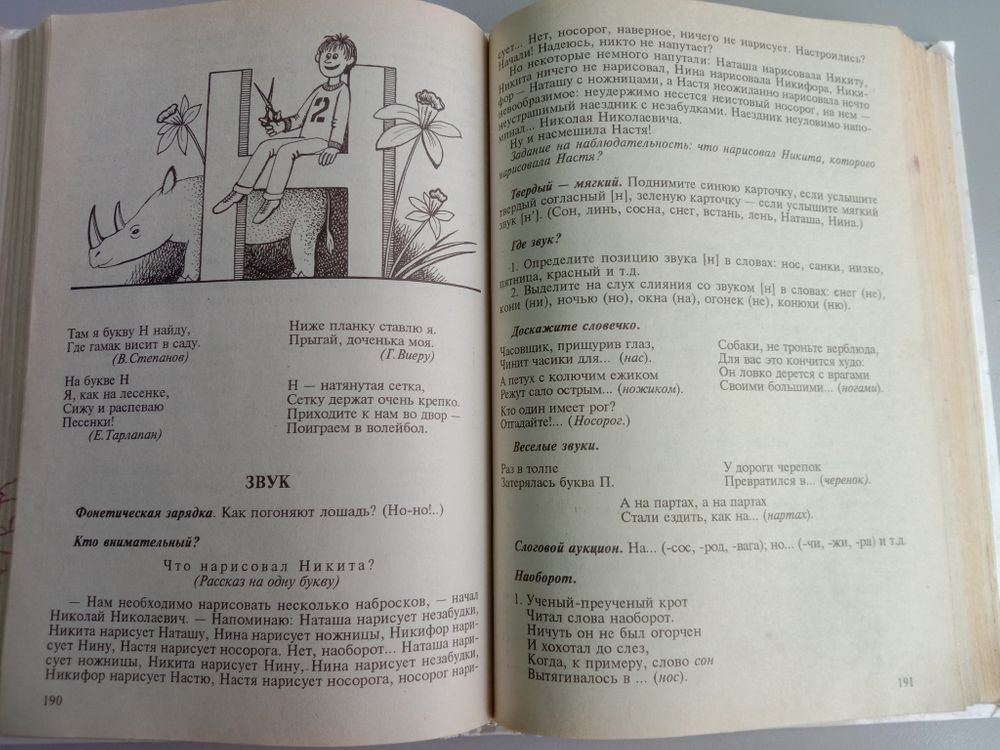 2
Там я букву Н найду,
Где гамак висит в саду.
(В.Степанов)
На букве Н
Я, как на лесенке,
Сижу и распеваю
Песенки!
(Е.Тарлапан)
Ниже планку ставлю я.
Прыгай, доченька моя.
(Г.Виеру)
Н — натянутая сетка,
Сетку держат очень крепко.
Приходите к нам во двор —
Поиграем в волейбол.
ЗВУК
Фонетическая зарядка. Как погоняют лошадь? (Но-но!..)
Кто внимательный?
Что нарисовал Никита?
(Рассказ на одну букву)
— Нам необходимо нарисовать несколько набросков, — начал
Николай Николаевич. — Напоминаю: Наташа нарисует незабудки,
Никита нарисует Наташу, Нина нарисует ножницы, Никифор нари-
сует Нину, Настя нарисует носорога. Нет, наоборот... Наташа нари-
сует ножницы, Никита нарисует Нину, Нина нарисует незабудки,
Никифор нарисует Настю, Настя нарисует носорога, носорог нари-
190
сует... Нет, носорог, наверное, ничего не нарисует. Настроились?
Начали! Надеюсь, никто не напутает?
Но некоторые немного напутали: Наташа нарисовала Никиту,
Никита ничего не нарисовал, Нина нарисовала Никифора, Ники-
фор — Наташу с ножницами, а Настя неожиданно нарисовала нечто
невообразимое: неудержимо несется неистовый носорог, на нем —
неустрашимый наездник с незабудками. Наездник неуловимо напо-
минал... Николая Николаевича.
Ну и насмешила Настя!
Задание на наблюдательность: что нарисовал Никита, которого
нарисовала Настя?
Твердый — мягкий. Поднимите синюю карточку, если услышите
твердый согласный [н], зеленую карточку — если услышите мягкий
звук [н']. (Сон, линь, сосна, снег, встань, лень, Наташа, Нина.)
Где звук?
1. Определите позицию звука [н] в словах: нос, санки, низко,
пятница, красный и т.д.
2. Выделите на слух слияния со звуком [н] в словах: снег (не),
кони (ни), ночью (но), окна (на), огонек (не), конюхи (ню).
Доскажите словечко.
Часовщик, прищурив глаз,
Чинит часики для... (нас).
А петух с колючим ежиком
Режут сало острым... (ножиком).
Кто один имеет рог?
Отгадайте!... (Носорог.)
Собаки, не троньте верблюда,
Для вас это кончится худо:
Он ловко дерется с врагами
Своими большими... (ногами).
Веселые звуки.
Раз в толпе
Затерялась буква П.
У дороги черепок
Превратился в... (черенок).
А на партах, а на партах
Стали ездить, как на... (нартах).
Слоговой аукцион. На... (-сос, -род, -вага); но... (-чи, -жи, -ра) и т.д.
Наоборот.
1. Ученый-преученый крот
Читал слова наоборот.
Ничуть он не был огорчен
И хохотал до слез,
Когда, к примеру, слово сон
Вытягивалось в ... (нос).
191